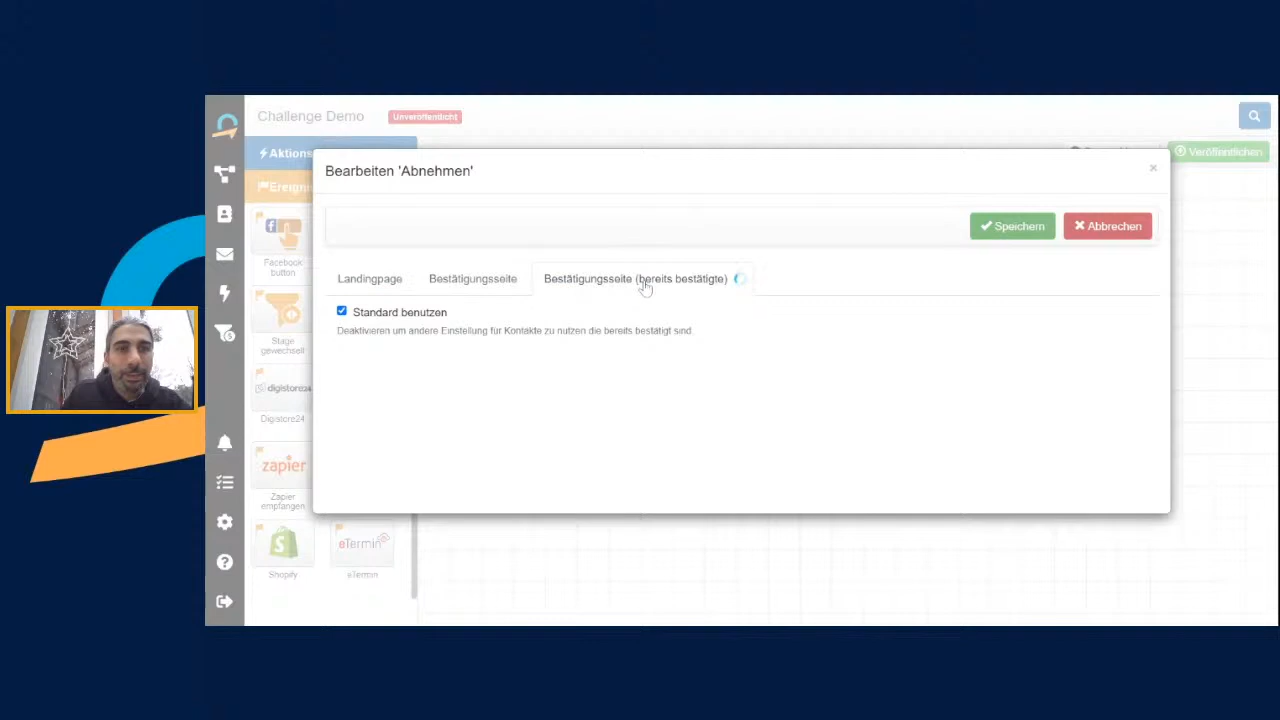 Challenge Demo
Unveröffentlicht
Aktions
Ereign
Bearbeiten 'Abnehmen'
×
Veröffentlichen
Speichern
Abbrechen
Landingpage
Bestätigungsseite
Bestätigungsseite (bereits bestätigte)
Standard benutzen
Deaktivieren um andere Einstellung für Kontakte zu nutzen die bereits bestätigt sind.
Facebook
button
Stage
gewechselt
digistore24
Digistore24
zapier
Zapier
empfangen
Shopify
eTermin
eTermin